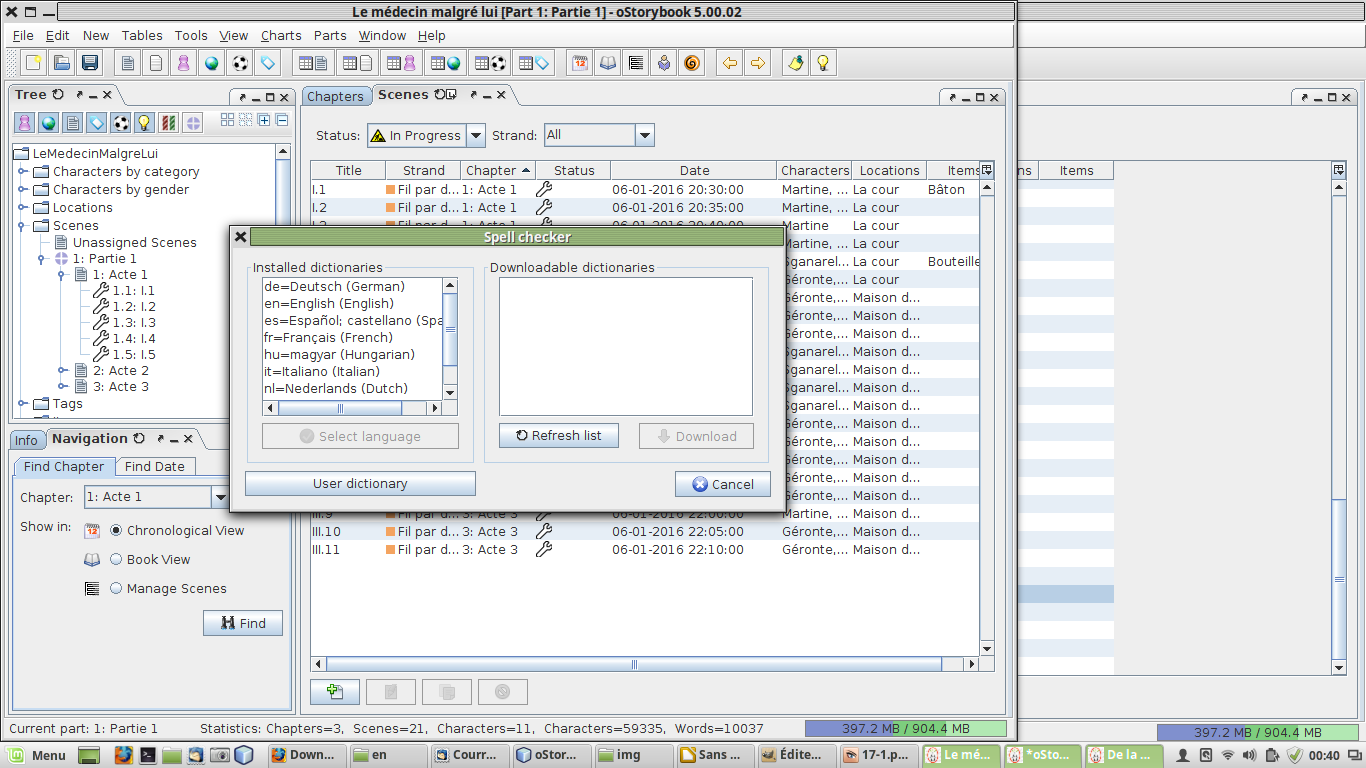 Le médecin malgré lui [Part 1: Partie 1] - oStorybook 5.00.02
File Edit New Tables Tools View Charts Parts Window Help
Tree
LeMedecinMalgreLui
Characters by category
Characters by gender
Locations
Scenes
Unassigned Scenes
1: Partie 1
1: Acte 1
1.1: I.1
1.2: I.2
1.3: I.3
1.4: I.4
1.5: I.5
2: Acte 2
3: Acte 3
Tags
Info Navigation
Find Chapter Find Date
Chapter: 1: Acte 1
Show in: Chronological View
Book View
Manage Scenes
Find
Chapters Scenes
Status: In Progress Strand: All
Title Strand Chapter Status Date Characters Locations Items
I.1 Fil par d... 1: Acte 1 06-01-2016 20:30:00 Martine, ... La cour Bâton
I.2 Fil par d... 1: Acte 1 06-01-2016 20:35:00 Martine, ... La cour
Martine La cour
Martine, ... La cour
Sganarel... La cour Bouteille
Géronte,... La cour
Géronte,... Maison d...
Géronte,... Maison d...
Géronte,... Maison d...
Sganarel... Maison d...
Sganarel... Maison d...
Sganarel... Maison d...
Sganarel... Maison d...
Géronte,... Maison d...
Géronte,... Maison d...
Géronte,... Maison d...
Géronte,... Maison d...
Géronte,... Maison d...
III.9 Fil par d... 3: Acte 3 06-01-2016 22:00:00 Martine, ... Maison d...
III.10 Fil par d... 3: Acte 3 06-01-2016 22:05:00 Géronte,... Maison d...
III.11 Fil par d... 3: Acte 3 06-01-2016 22:10:00 Géronte,... Maison d...
Items
Spell checker
Installed dictionaries
de=Deutsch (German)
en=English (English)
es=Español; castellano (Spa
fr=Français (French)
hu=magyar (Hungarian)
it=Italiano (Italian)
nl=Nederlands (Dutch)
Select language
Downloadable dictionaries
Refresh list Download
User dictionary Cancel
Current part: 1: Partie 1 Statistics: Chapters=3, Scenes=21, Characters=11, Characters=59335, Words=10037 397.2 MB / 904.4 MB
397.2 MB / 904.4 MB
Menu Down... en Courr... oStor... img Sans ... Édite... 17-1.p... Le mé... *oSto... De la ... 00:40